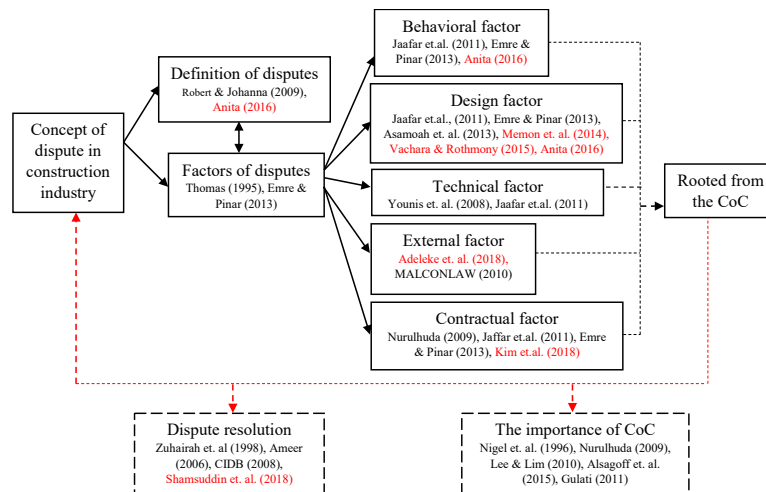 Concept of
dispute in
construction
industry
Definition of disputes
Robert & Johanna (2009),
Anita (2016)
Factors of disputes
Thomas (1995), Emre &
Pinar (2013)
Behavioral factor
Jaafar et.al. (2011), Emre &
Pinar (2013), Anita (2016)
Design factor
Jaafar et.al., (2011), Emre & Pinar (2013),
Asamoah et. al. (2013), Memon et. al. (2014),
Vachara & Rothmony (2015), Anita (2016)
Technical factor
Younis et. al. (2008), Jaafar et.al. (2011)
External factor
Adeleke et. al. (2018),
MALCONLAW (2010)
Contractual factor
Nurulhuda (2009), Jaffar et.al. (2011), Emre
& Pinar (2013), Kim et.al. (2018)
Rooted from
the CoC
Dispute resolution
Zuhairah et. al (1998), Ameer
(2006), CIDB (2008),
Shamsuddin et. al. (2018)
The importance of CoC
Nigel et. al. (1996), Nurulhuda (2009),
Lee & Lim (2010), Alsagoff et. al.
(2015), Gulati (2011)